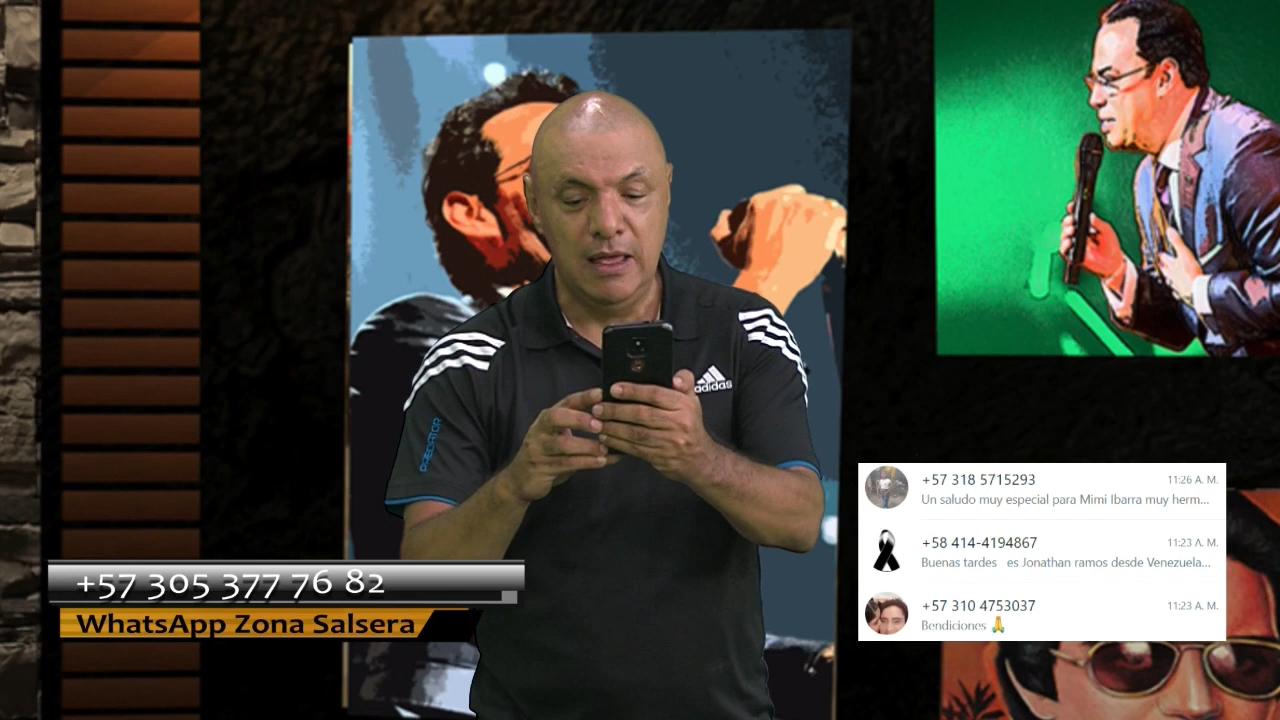 adidas
PREDATOR
+57 318 5715293
11:26 A. M.
Un saludo muy especial para Mimi Ibarra muy herm...
+58 414-4194867
11:23 A. M.
Buenas tardes es Jonathan ramos desde Venezuela...
+57 310 4753037
11:23 A. M.
Bendiciones 🙏
+57 305 377 76 82
WhatsApp Zona Salsera